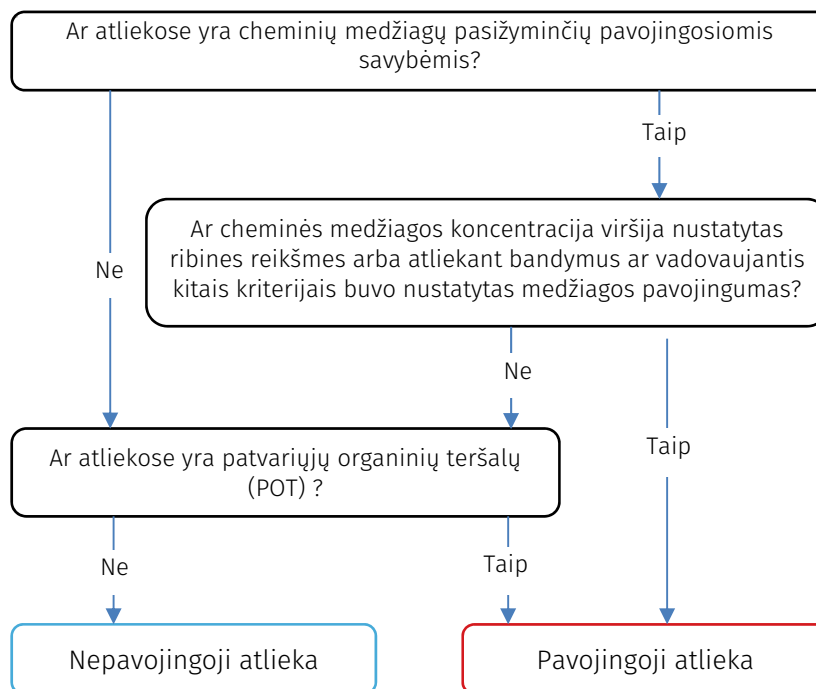 Ar atliekose yra cheminių medžiagų pasižyminčių pavojingosiomis
savybėmis?
Taip
Ar cheminės medžiagos koncentracija viršija nustatytas
ribines reikšmes arba atliekant bandymus ar vadovaujantis
kitais kriterijais buvo nustatytas medžiagos pavojingumas?
Ne
Ne
Taip
Ar atliekose yra patvariųjų organinių teršalų
(POT) ?
Ne
Taip
Nepavojingoji atlieka
Pavojingoji atlieka